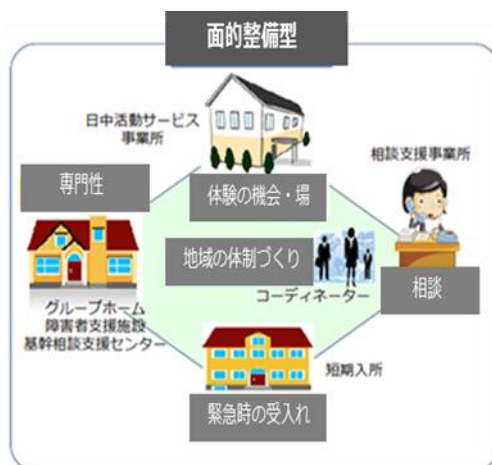 面的整備型
日中活動サービス
事業所
相談支援事業所
専門性
体験の機会・場
地域の体制づくり
コーディネーター
相談
グループホーム
障害者支援施設
基幹相談支援センター
短期入所
緊急時の受入れ